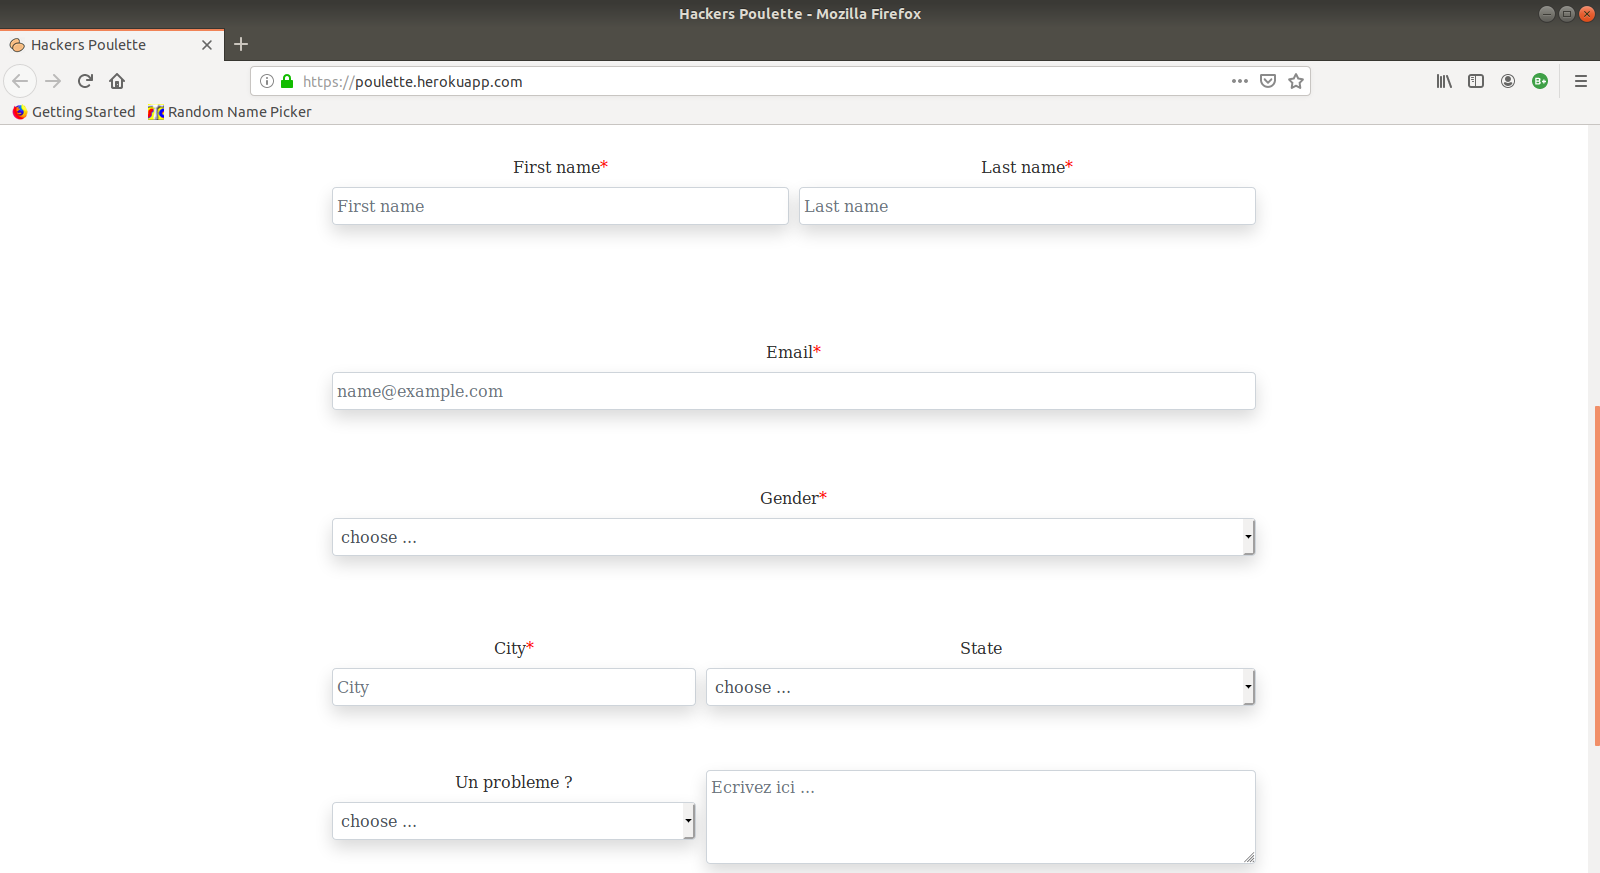 Hackers Poulette - Mozilla Firefox
Hackers Poulette
https://poulette.herokuapp.com
B+
Getting Started Random Name Picker
First name* Last name*
First name Last name
Email*
name@example.com
Gender*
choose ...
City* State
City choose ...
Un probleme ?
Ecrivez ici ...
choose ...